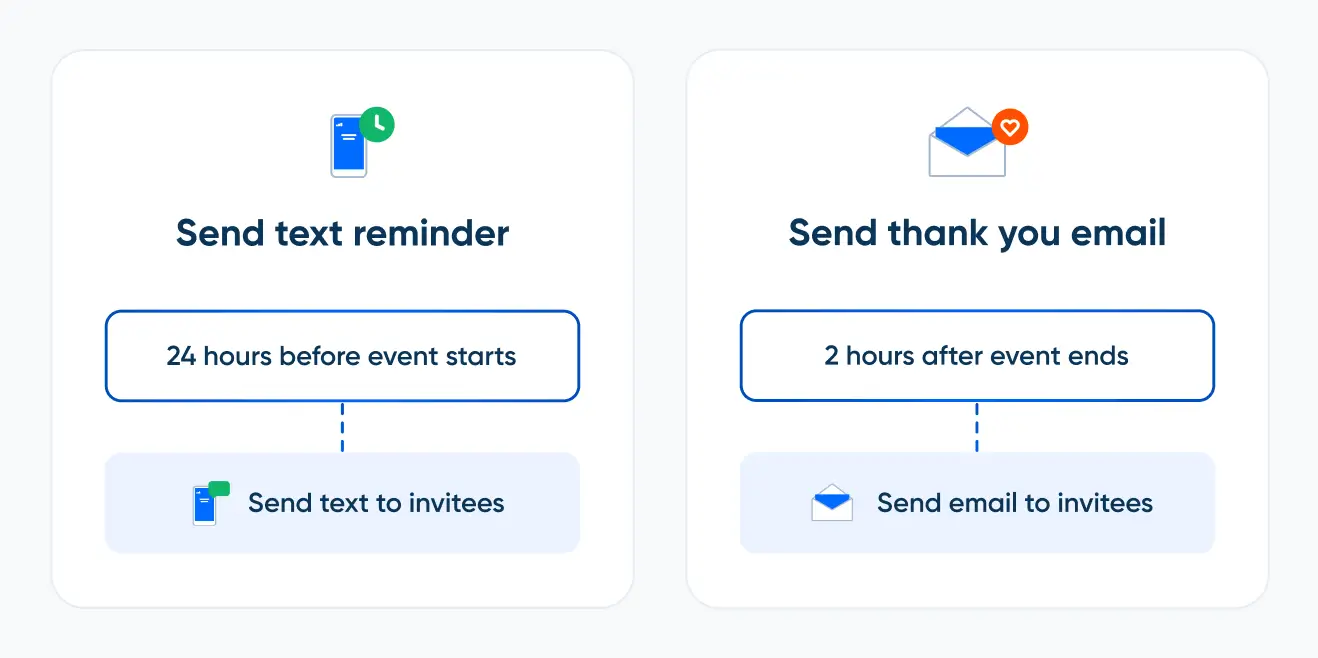 Send text reminder
24 hours before event starts
Send text to invitees
Send thank you email
2 hours after event ends
Send email to invitees